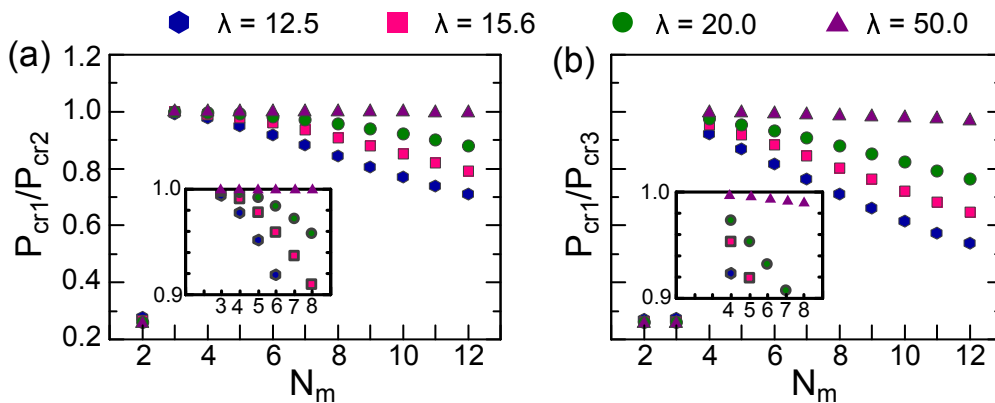 λ = 12.5 λ = 15.6 λ = 20.0 λ = 50.0
(a)
1.2
1.0
0.8
0.6
0.4
0.2
P_cr1/P_cr2
2 4 6 8 10 12
N_m
1.0
0.9
3 4 5 6 7 8
(b)
P_cr1/P_cr3
2 4 6 8 10 12
N_m
1.0
0.9
4 5 6 7 8